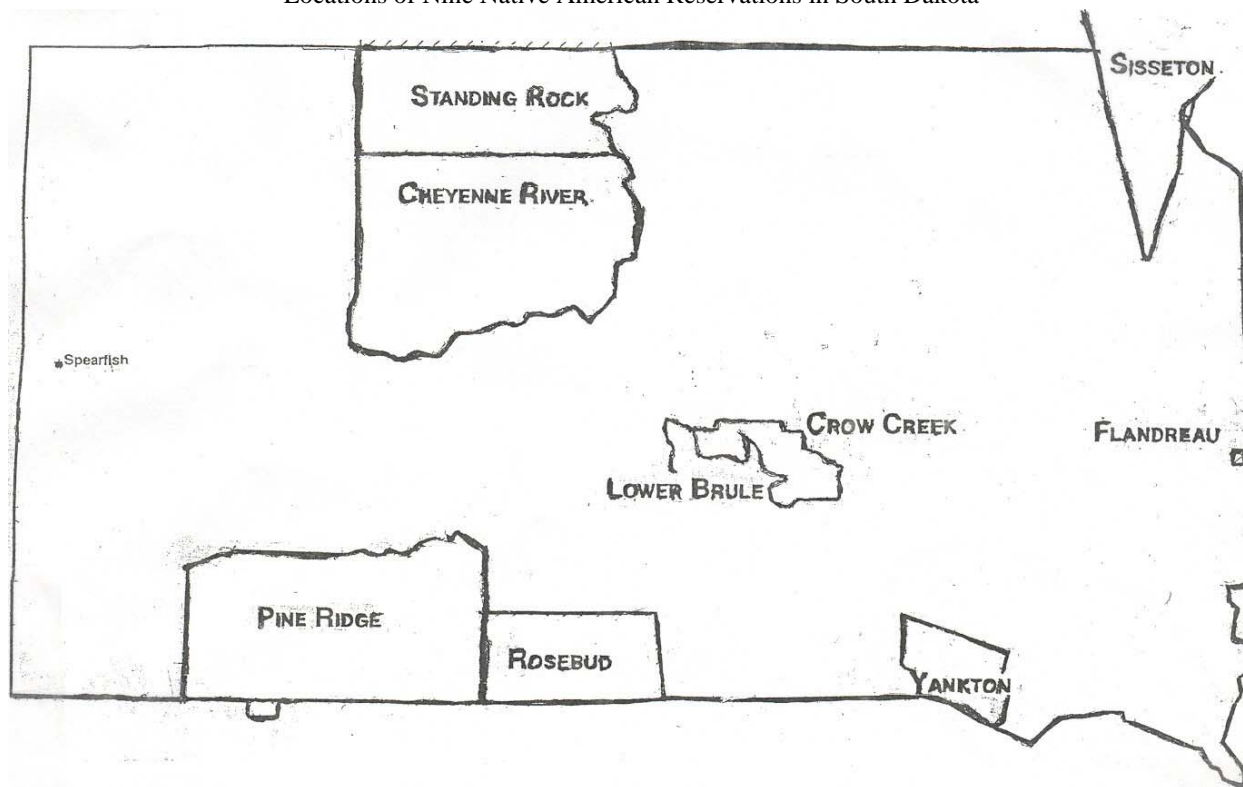 Locations of Nine Native American Reservations in South Dakota
SISSETON
STANDING ROCK
CHEYENNE RIVER
Spearfish
CROW CREEK
FLANDREAU
LOWER BRULE
PINE RIDGE
ROSEBUD
YANKTON